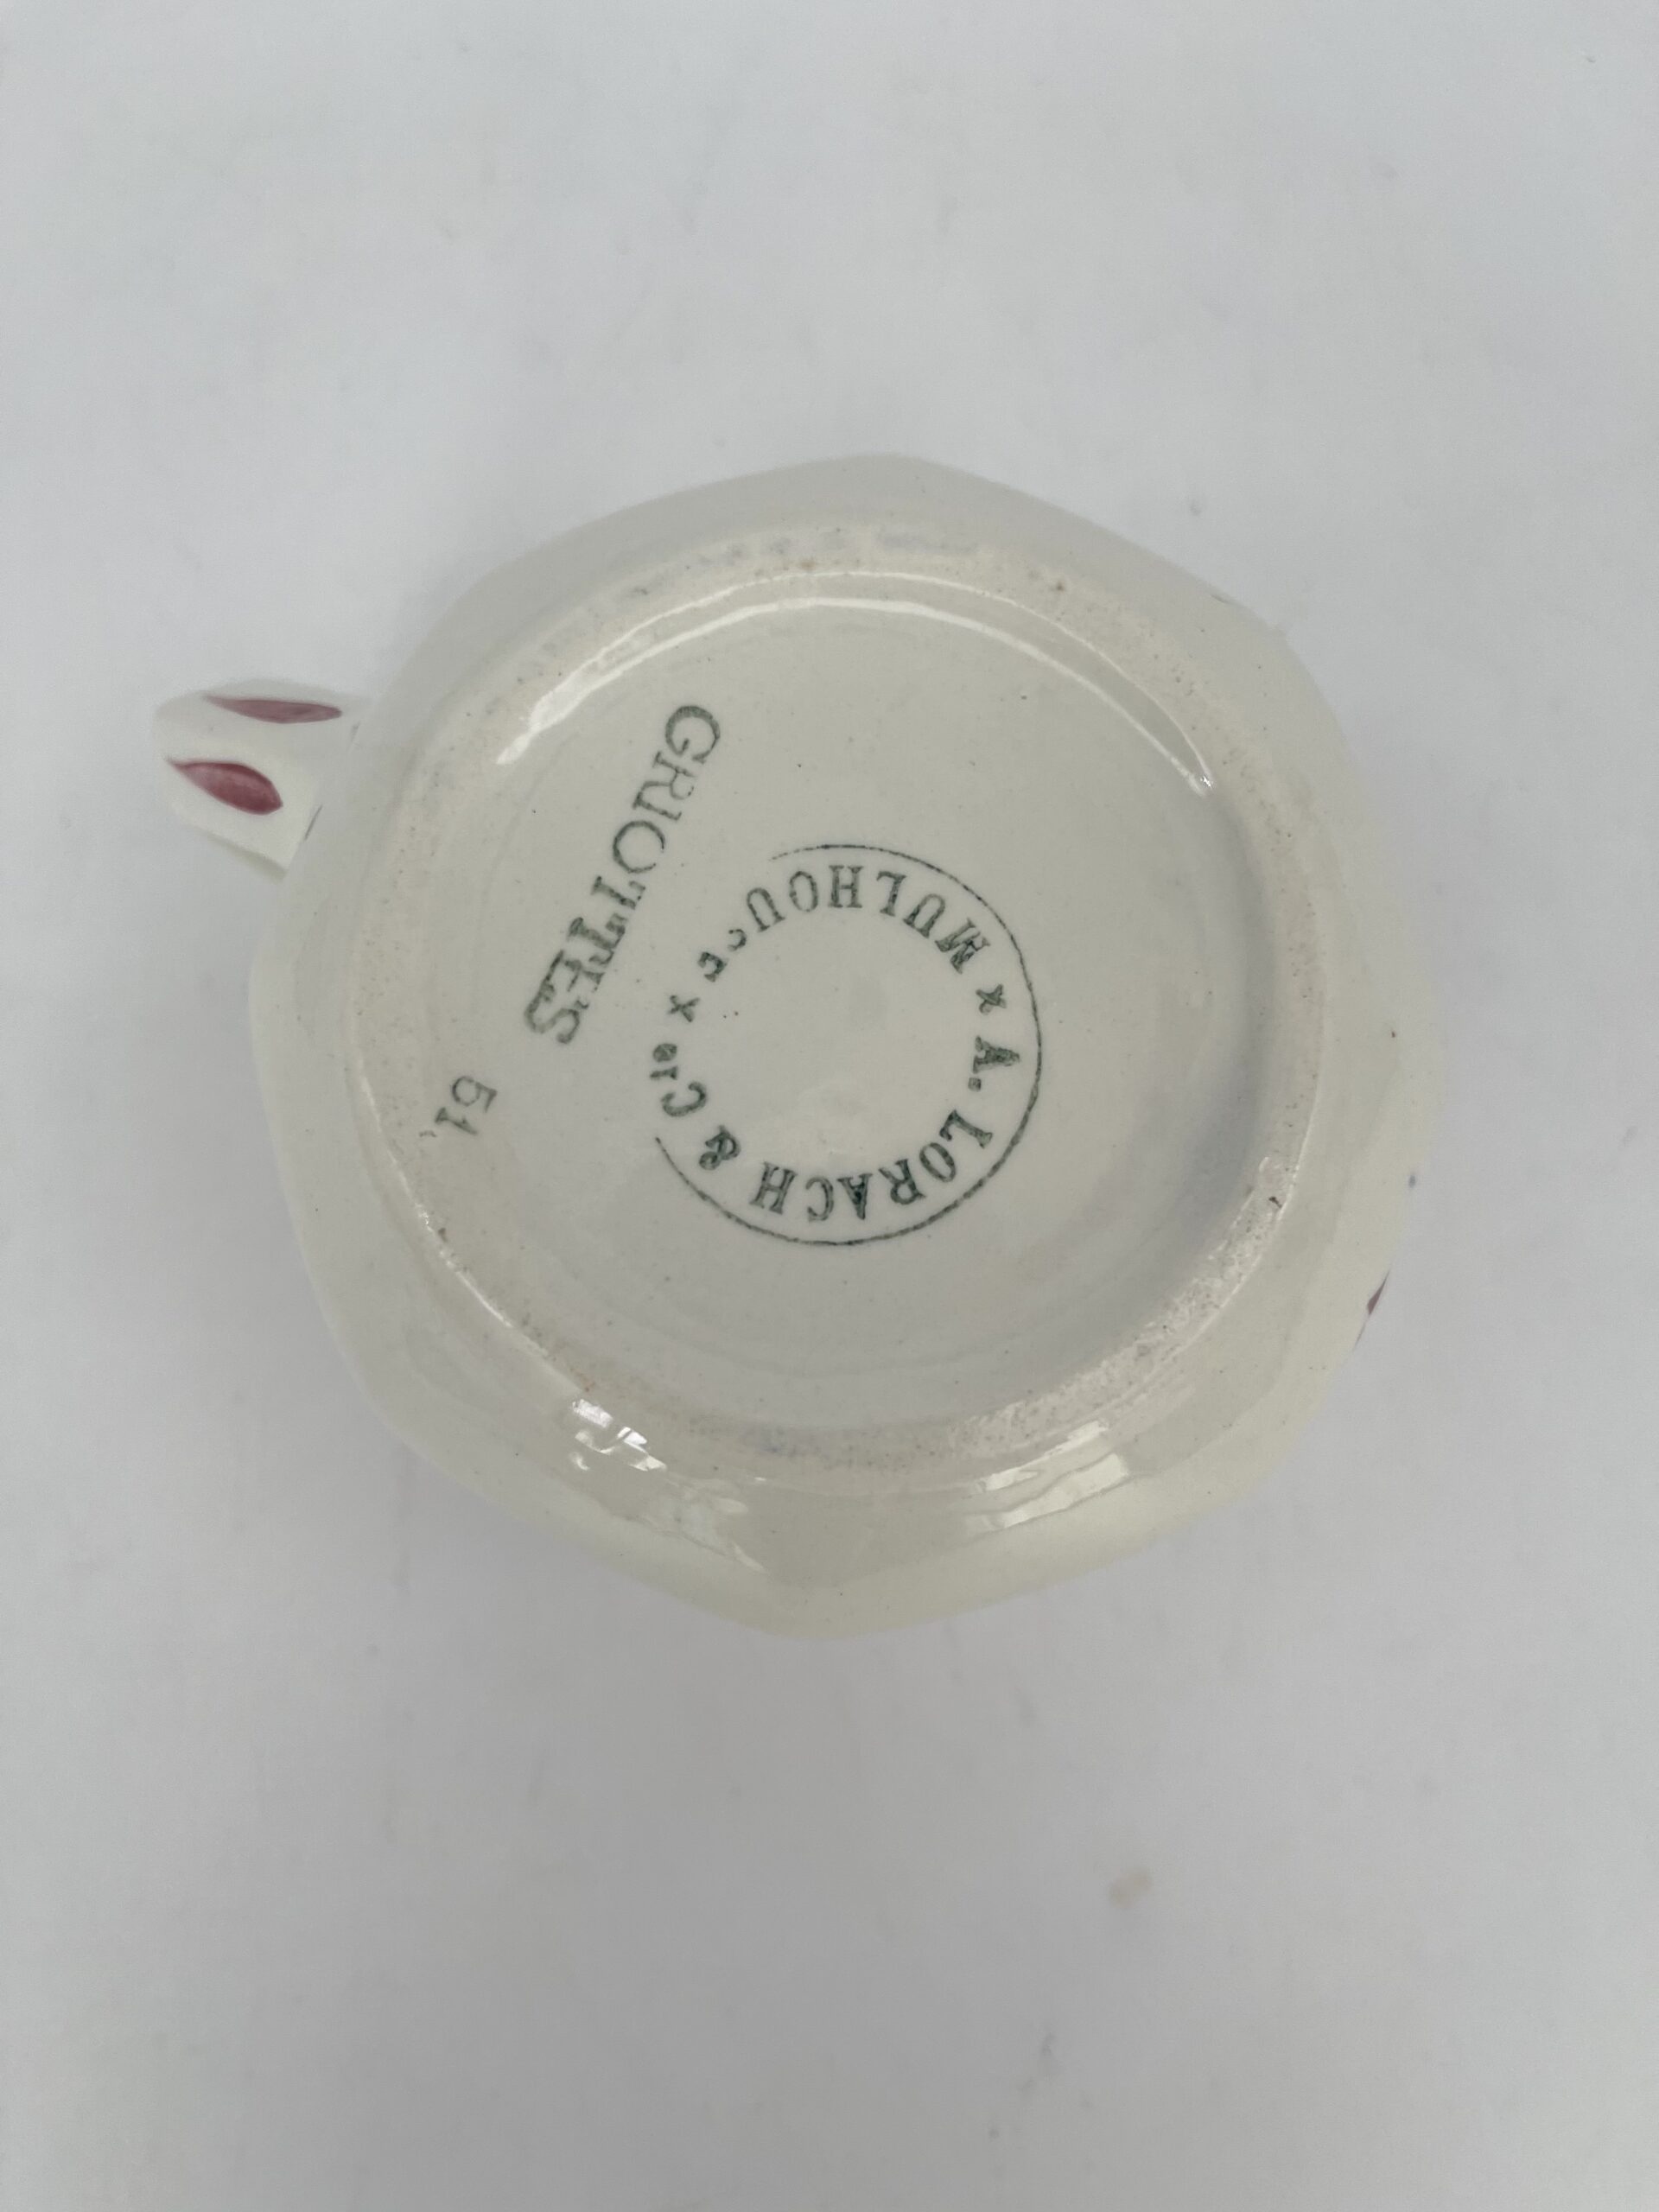 GRIOTTES
51
A. LORACH & Cie x MULHOUSE x